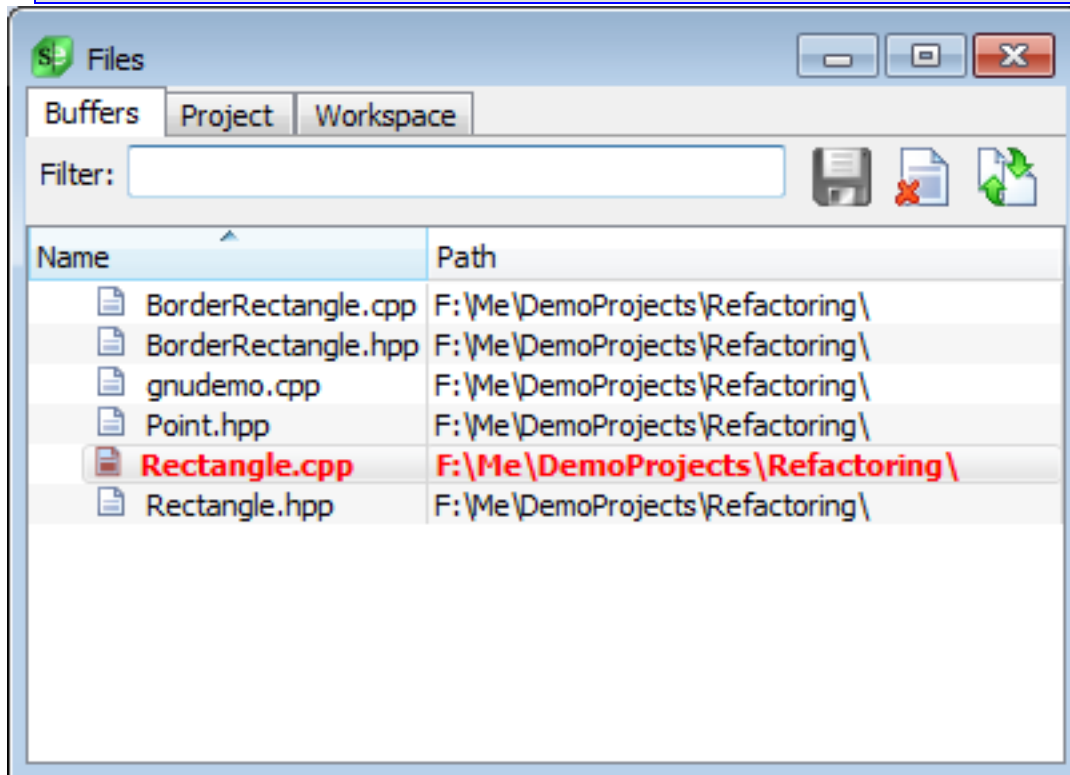 Files
Buffers Project Workspace
Filter:
Name Path
BorderRectangle.cpp F:\Me\DemoProjects\Refactoring\
BorderRectangle.hpp F:\Me\DemoProjects\Refactoring\
gnudemo.cpp F:\Me\DemoProjects\Refactoring\
Point.hpp F:\Me\DemoProjects\Refactoring\
Rectangle.cpp F:\Me\DemoProjects\Refactoring\
Rectangle.hpp F:\Me\DemoProjects\Refactoring\